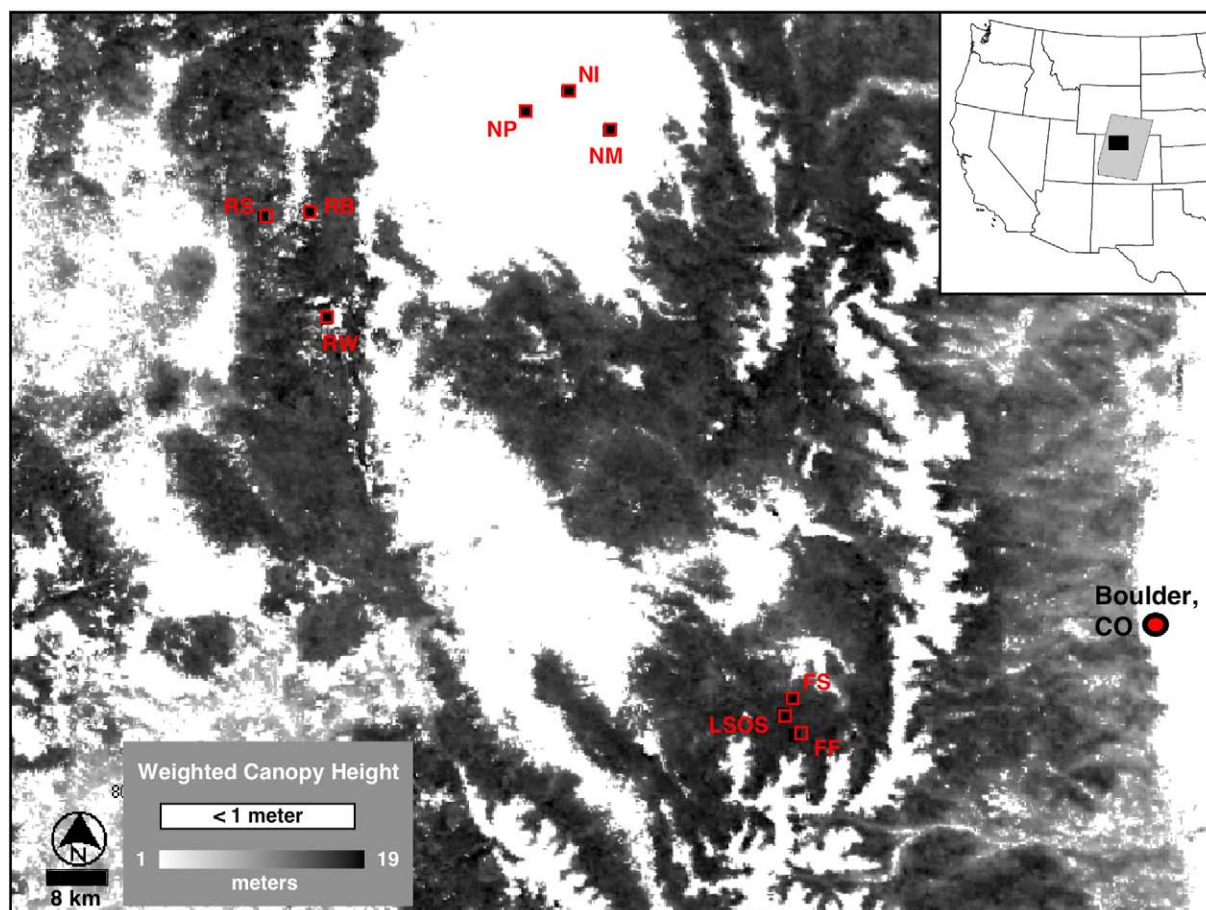 NI
NP
NM
RS
RB
RW
Boulder,
CO
FS
LSOS
FF
80
Weighted Canopy Height
< 1 meter
1
19
meters
N
8 km